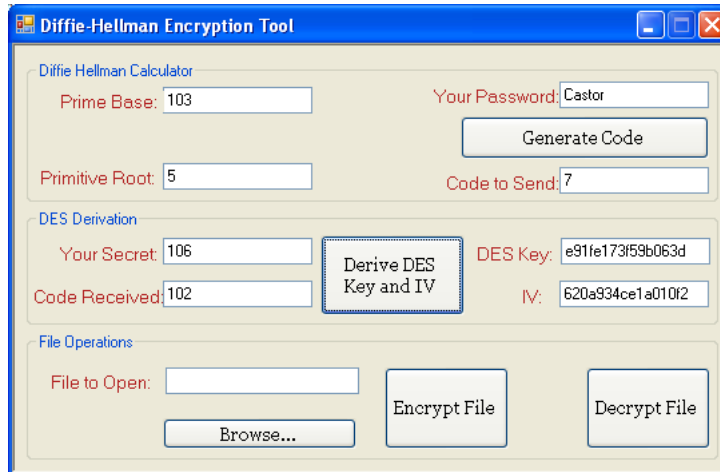 Diffie-Hellman Encryption Tool
Diffie Hellman Calculator
Prime Base: 103
Your Password: Castor
Generate Code
Primitive Root: 5
Code to Send: 7
DES Derivation
Your Secret: 106
Derive DES
Key and IV
DES Key: e91fe173f59b063d
Code Received: 102
IV: 620a934ce1a010f2
File Operations
File to Open:
Browse...
Encrypt File
Decrypt File